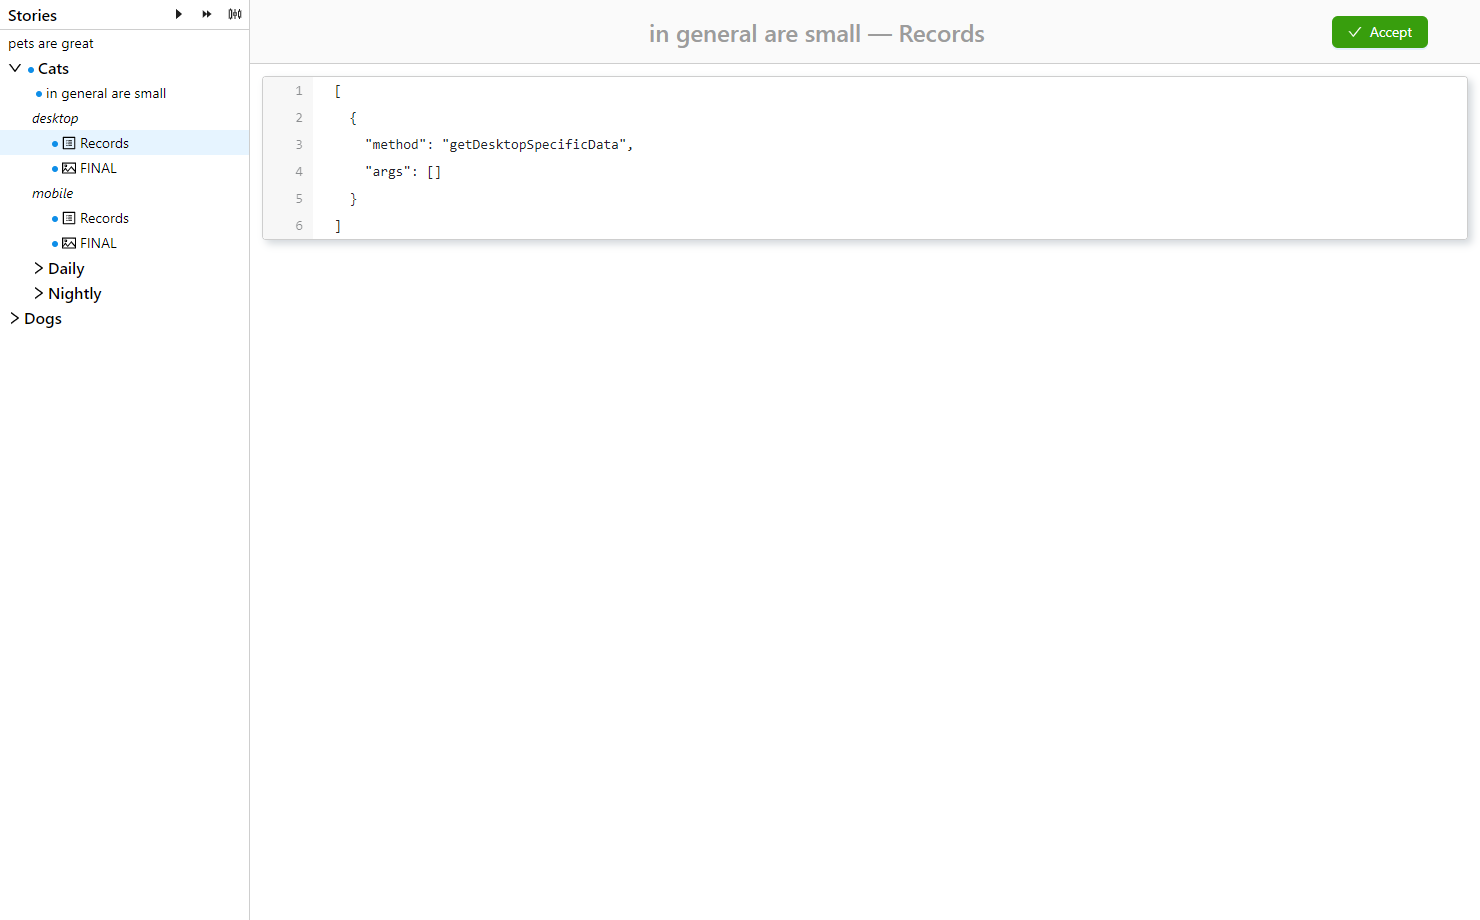 Stories
pets are great
Cats
in general are small
desktop
Records
FINAL
mobile
Records
FINAL
Daily
Nightly
Dogs
in general are small — Records
Accept
1 [
2 {
3 "method": "getDesktopSpecificData",
4 "args": []
5 }
6 ]